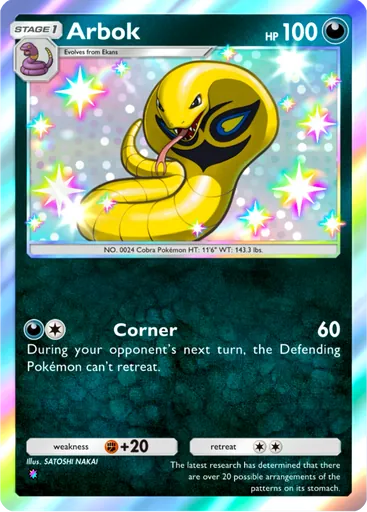 STAGE 1 Arbok HP 100
Evolves from Ekans
NO. 0024 Cobra Pokémon HT: 11'6" WT: 143.3 lbs.
Corner 60
During your opponent's next turn, the Defending
Pokémon can't retreat.
weakness +20 retreat
Illus. SATOSHI NAKAI
The latest research has determined that there
are over 20 possible arrangements of the
patterns on its stomach.